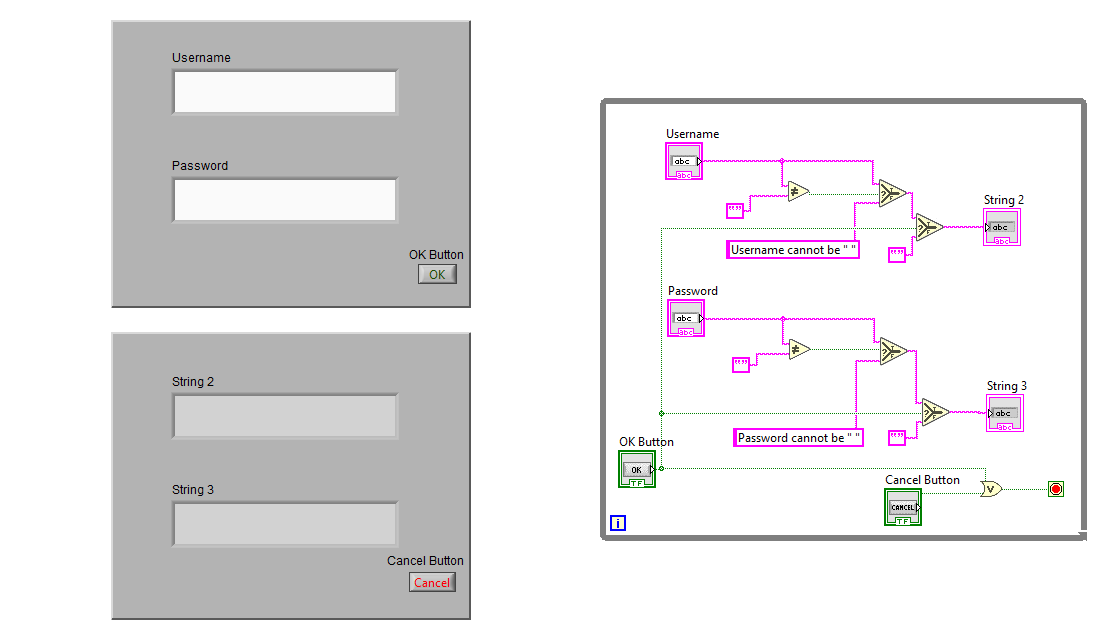 Username
Password
OK Button
OK
String 2
String 3
Cancel Button
Cancel
Username
abc
abc
≠
""
?
T
F
Username cannot be " "
?
T
F
""
String 2
abc
abc
Password
abc
abc
≠
""
?
T
F
Password cannot be " "
?
T
F
""
String 3
abc
abc
OK Button
OK
TF
Cancel Button
CANCEL
TF
V
i